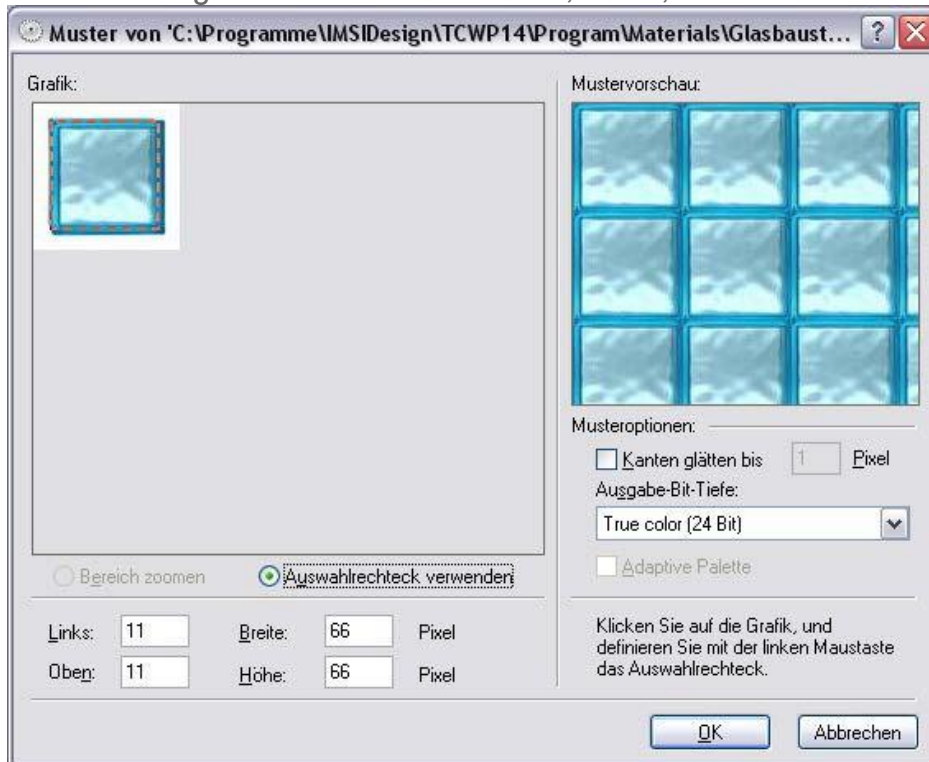 Muster von 'C:\Programme\IMSIDesign\TCWP14\Program\Materials\Glasbaust...
Grafik:
Mustervorschau:
Musteroptionen:
Kanten glätten bis 1 Pixel
Ausgabe-Bit-Tiefe:
True color (24 Bit)
Adaptive Palette
Bereich zoomen Auswahlrechteck verwenden
Links: 11 Breite: 66 Pixel
Oben: 11 Höhe: 66 Pixel
Klicken Sie auf die Grafik, und
definieren Sie mit der linken Maustaste
das Auswahlrechteck.
OK Abbrechen